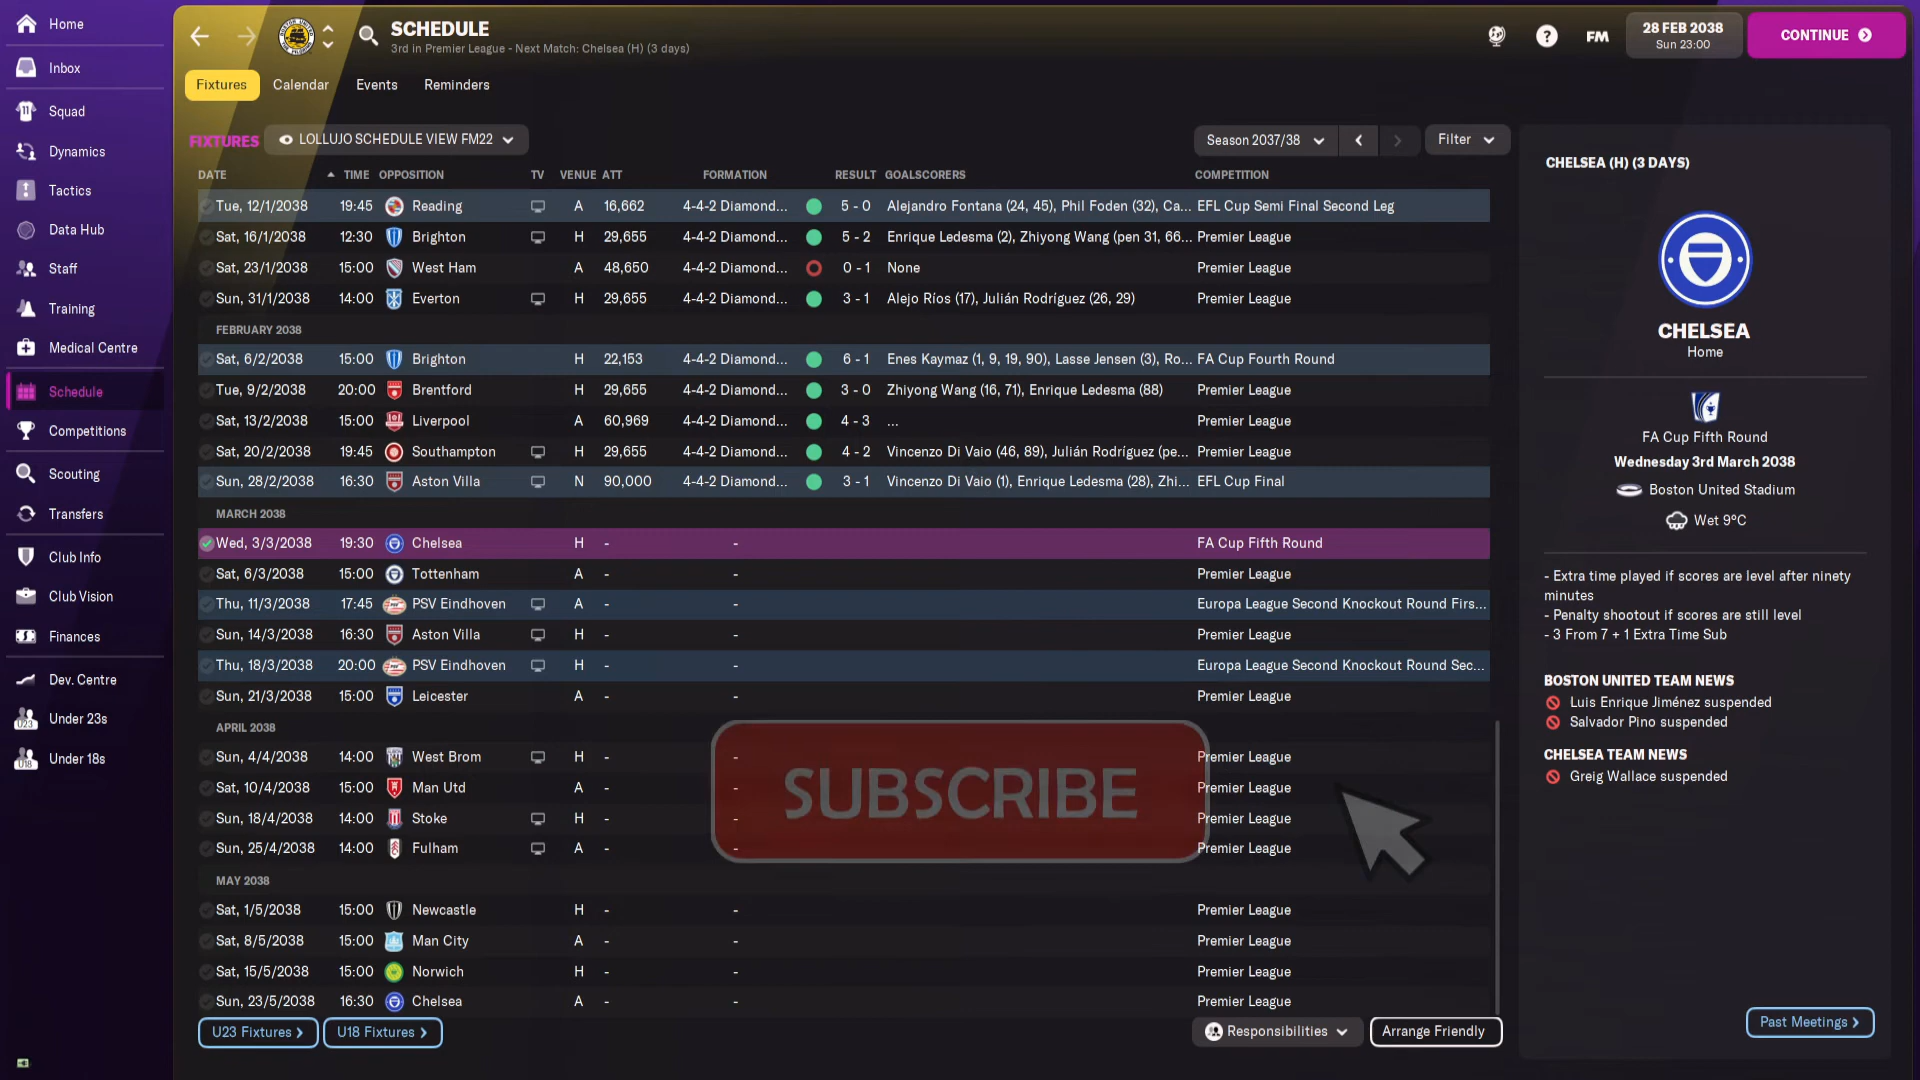 Home
Inbox
Squad
Dynamics
Tactics
Data Hub
Staff
Training
Medical Centre
Schedule
Competitions
Scouting
Transfers
Club Info
Club Vision
Finances
Dev. Centre
Under 23s
Under 18s
SCHEDULE
3rd in Premier League - Next Match: Chelsea (H) (3 days)
FM
28 FEB 2038
Sun 23:00
CONTINUE
Fixtures Calendar Events Reminders
FIXTURES LOLLUJO SCHEDULE VIEW FM22 Season 2037/38 Filter
DATE TIME OPPOSITION TV VENUE ATT FORMATION RESULT GOALSCORERS COMPETITION
Tue, 12/1/2038 19:45 Reading A 16,662 4-4-2 Diamond... 5 - 0 Alejandro Fontana (24, 45), Phil Foden (32), Ca... EFL Cup Semi Final Second Leg
Sat, 16/1/2038 12:30 Brighton H 29,655 4-4-2 Diamond... 5 - 2 Enrique Ledesma (2), Zhiyong Wang (pen 31, 66... Premier League
Sat, 23/1/2038 15:00 West Ham A 48,650 4-4-2 Diamond... 0 - 1 None Premier League
Sun, 31/1/2038 14:00 Everton H 29,655 4-4-2 Diamond... 3 - 1 Alejo Ríos (17), Julián Rodríguez (26, 29) Premier League
FEBRUARY 2038
Sat, 6/2/2038 15:00 Brighton H 22,153 4-4-2 Diamond... 6 - 1 Enes Kaymaz (1, 9, 19, 90), Lasse Jensen (3), Ro... FA Cup Fourth Round
Tue, 9/2/2038 20:00 Brentford H 29,655 4-4-2 Diamond... 3 - 0 Zhiyong Wang (16, 71), Enrique Ledesma (88) Premier League
Sat, 13/2/2038 15:00 Liverpool A 60,969 4-4-2 Diamond... 4 - 3 ... Premier League
Sat, 20/2/2038 19:45 Southampton H 29,655 4-4-2 Diamond... 4 - 2 Vincenzo Di Vaio (46, 89), Julián Rodríguez (pe... Premier League
Sun, 28/2/2038 16:30 Aston Villa N 90,000 4-4-2 Diamond... 3 - 1 Vincenzo Di Vaio (1), Enrique Ledesma (28), Zhi... EFL Cup Final
MARCH 2038
Wed, 3/3/2038 19:30 Chelsea H - - FA Cup Fifth Round
Sat, 6/3/2038 15:00 Tottenham A - - Premier League
Thu, 11/3/2038 17:45 PSV Eindhoven A - - Europa League Second Knockout Round Firs...
Sun, 14/3/2038 16:30 Aston Villa H - - Premier League
Thu, 18/3/2038 20:00 PSV Eindhoven H - - Europa League Second Knockout Round Sec...
Sun, 21/3/2038 15:00 Leicester A - - Premier League
APRIL 2038
Sun, 4/4/2038 14:00 West Brom H - - Premier League
Sat, 10/4/2038 15:00 Man Utd A - - Premier League
Sun, 18/4/2038 14:00 Stoke H - - Premier League
Sun, 25/4/2038 14:00 Fulham A - - Premier League
SUBSCRIBE
MAY 2038
Sat, 1/5/2038 15:00 Newcastle H - - Premier League
Sat, 8/5/2038 15:00 Man City A - - Premier League
Sat, 15/5/2038 15:00 Norwich H - - Premier League
Sun, 23/5/2038 16:30 Chelsea A - - Premier League
U23 Fixtures U18 Fixtures Responsibilities Arrange Friendly
CHELSEA (H) (3 DAYS)
CHELSEA
Home
FA Cup Fifth Round
Wednesday 3rd March 2038
Boston United Stadium
Wet 9°C
- Extra time played if scores are level after ninety
minutes
- Penalty shootout if scores are still level
- 3 From 7 + 1 Extra Time Sub
BOSTON UNITED TEAM NEWS
Luis Enrique Jiménez suspended
Salvador Pino suspended
CHELSEA TEAM NEWS
Greig Wallace suspended
Past Meetings